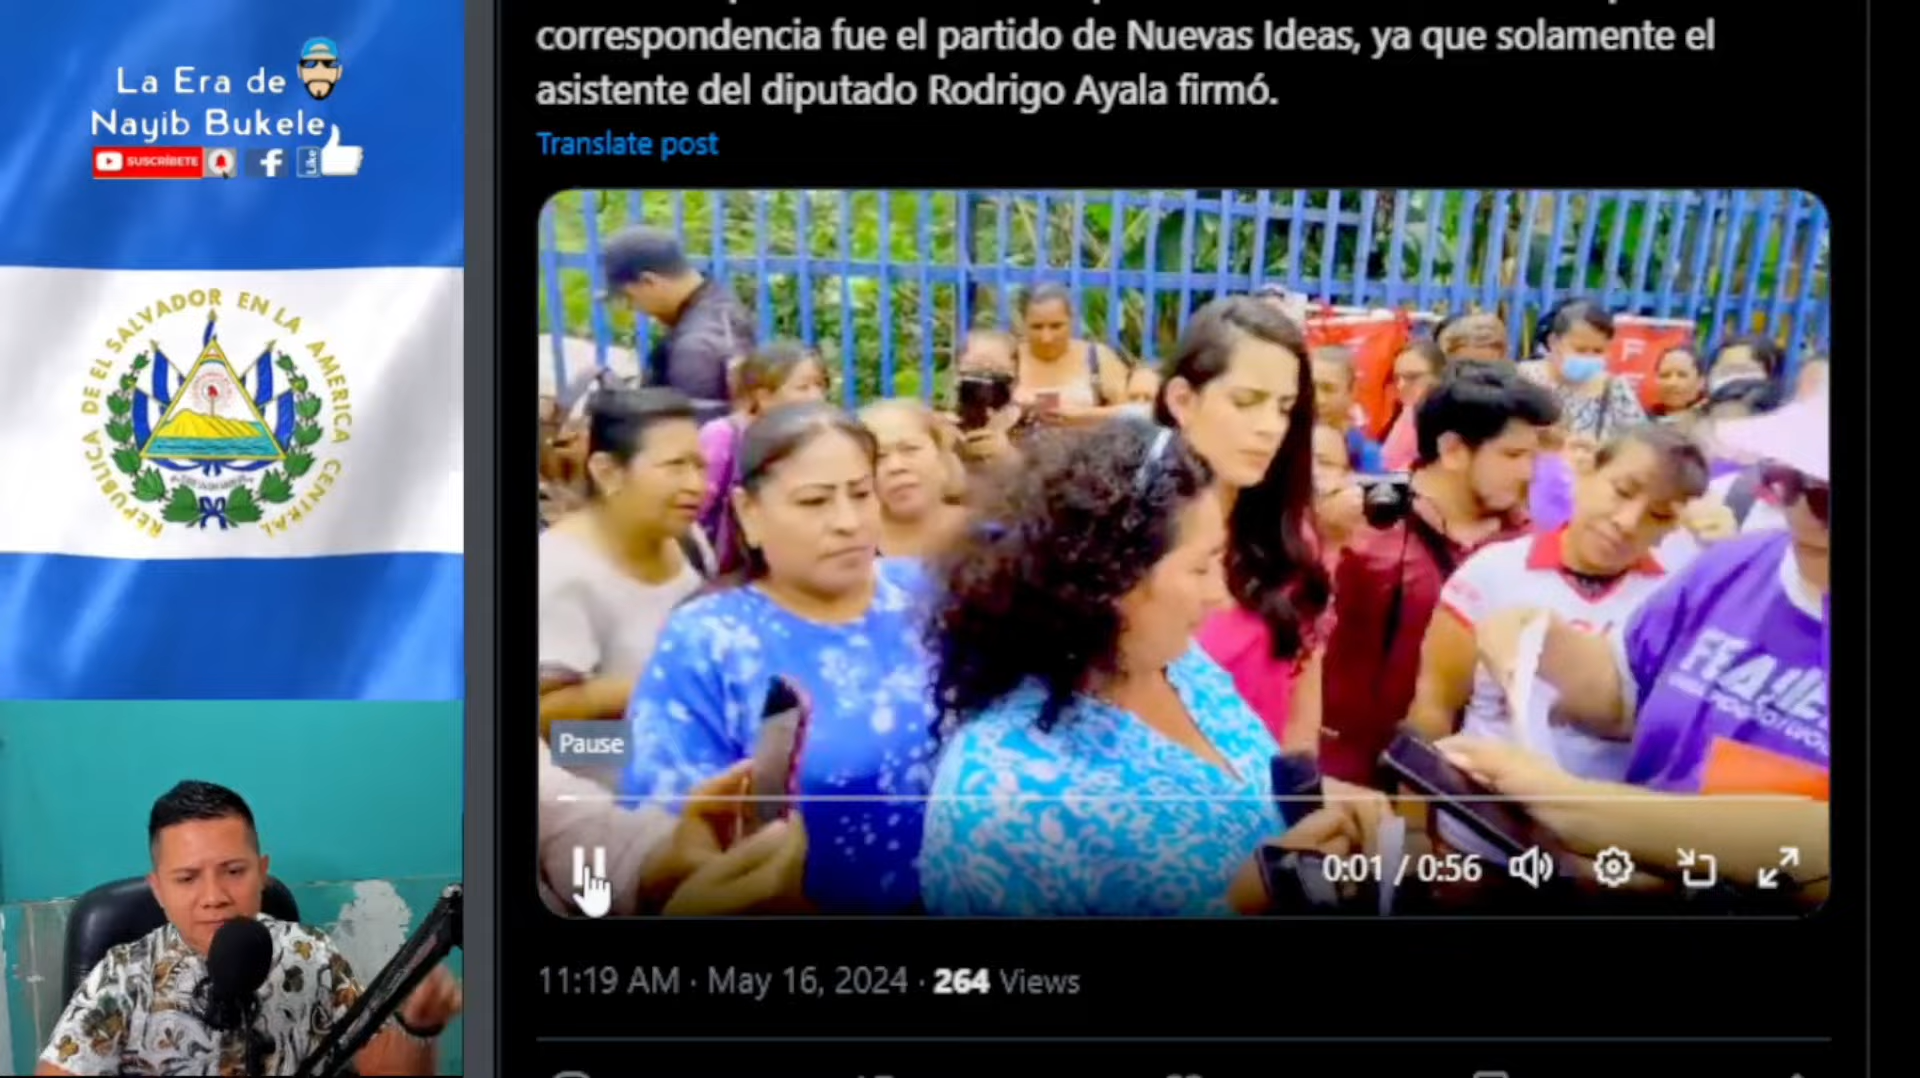 La Era de
Nayib Bukele
SUSCRÍBETE
f
Like
REPUBLICA DE EL SALVADOR EN LA AMERICA CENTRAL
correspondencia fue el partido de Nuevas Ideas, ya que solamente el
asistente del diputado Rodrigo Ayala firmó.
Translate post
Pause
0:01 / 0:56
11:19 AM · May 16, 2024 · 264 Views